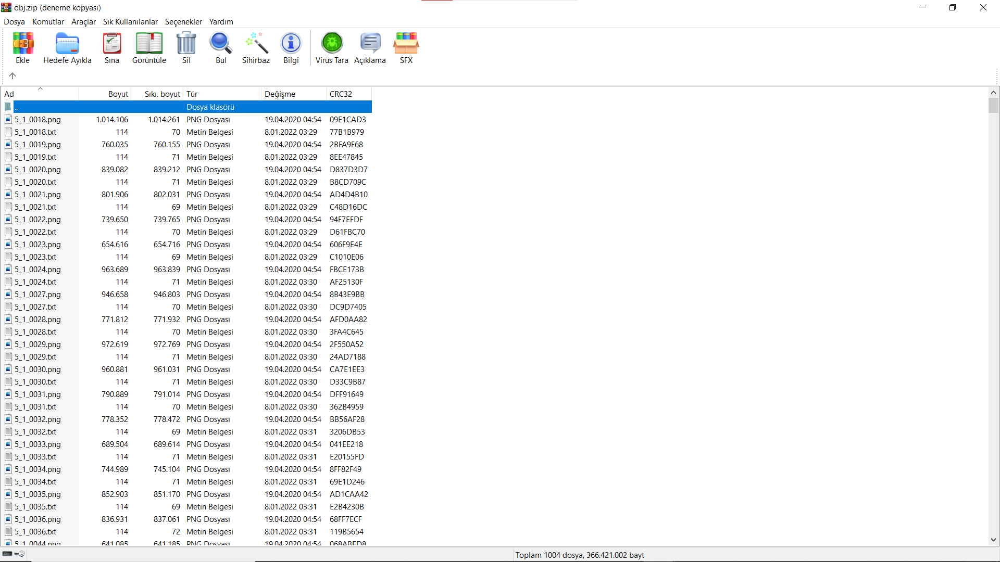 obj.zip (deneme kopyası)
Dosya Komutlar Araçlar Sık Kullanılanlar Seçenekler Yardım
Ekle Hedefe Ayıkla Sına Görüntüle Sil Bul Sihirbaz Bilgi Virüs Tara Açıklama SFX
Ad Boyut Sıkı. boyut Tür Değişme CRC32
.. Dosya klasörü
5_1_0018.png 1.014.106 1.014.261 PNG Dosyası 19.04.2020 04:54 09E1CAD3
5_1_0018.txt 114 70 Metin Belgesi 8.01.2022 03:29 77B1B979
5_1_0019.png 760.035 760.155 PNG Dosyası 19.04.2020 04:54 2BFA9F68
5_1_0019.txt 114 71 Metin Belgesi 8.01.2022 03:29 8EE47845
5_1_0020.png 839.082 839.212 PNG Dosyası 19.04.2020 04:54 D837D3D7
5_1_0020.txt 114 71 Metin Belgesi 8.01.2022 03:29 B8CD709C
5_1_0021.png 801.906 802.031 PNG Dosyası 19.04.2020 04:54 AD4D4B10
5_1_0021.txt 114 69 Metin Belgesi 8.01.2022 03:29 C48D16DC
5_1_0022.png 739.650 739.765 PNG Dosyası 19.04.2020 04:54 94F7EFDF
5_1_0022.txt 114 70 Metin Belgesi 8.01.2022 03:29 D61FBC70
5_1_0023.png 654.616 654.716 PNG Dosyası 19.04.2020 04:54 606F9E4E
5_1_0023.txt 114 69 Metin Belgesi 8.01.2022 03:29 C1010E06
5_1_0024.png 963.689 963.839 PNG Dosyası 19.04.2020 04:54 FBCE173B
5_1_0024.txt 114 71 Metin Belgesi 8.01.2022 03:30 AF25130F
5_1_0027.png 946.658 946.803 PNG Dosyası 19.04.2020 04:54 8B43E9BB
5_1_0027.txt 114 70 Metin Belgesi 8.01.2022 03:30 DC9D7405
5_1_0028.png 771.812 771.932 PNG Dosyası 19.04.2020 04:54 AFD0AA82
5_1_0028.txt 114 70 Metin Belgesi 8.01.2022 03:30 3FA4C645
5_1_0029.png 972.619 972.769 PNG Dosyası 19.04.2020 04:54 2F550A52
5_1_0029.txt 114 71 Metin Belgesi 8.01.2022 03:30 24AD7188
5_1_0030.png 960.881 961.031 PNG Dosyası 19.04.2020 04:54 CA7E1EE3
5_1_0030.txt 114 71 Metin Belgesi 8.01.2022 03:30 D33C9B87
5_1_0031.png 790.889 791.014 PNG Dosyası 19.04.2020 04:54 DFF91649
5_1_0031.txt 114 70 Metin Belgesi 8.01.2022 03:30 362B4959
5_1_0032.png 778.352 778.472 PNG Dosyası 19.04.2020 04:54 BB56AF28
5_1_0032.txt 114 69 Metin Belgesi 8.01.2022 03:31 3206DB53
5_1_0033.png 689.504 689.614 PNG Dosyası 19.04.2020 04:54 041EE218
5_1_0033.txt 114 71 Metin Belgesi 8.01.2022 03:31 E20155FD
5_1_0034.png 744.989 745.104 PNG Dosyası 19.04.2020 04:54 8FF82F49
5_1_0034.txt 114 71 Metin Belgesi 8.01.2022 03:31 69E1D246
5_1_0035.png 852.903 851.170 PNG Dosyası 19.04.2020 04:54 AD1CAA42
5_1_0035.txt 114 69 Metin Belgesi 8.01.2022 03:31 E2B4230B
5_1_0036.png 836.931 837.061 PNG Dosyası 19.04.2020 04:54 68FF7ECF
5_1_0036.txt 114 72 Metin Belgesi 8.01.2022 03:31 119B5654
5_1_0044.png 641.085 641.185 PNG Dosyası 19.04.2020 04:54 068ABED8
Toplam 1004 dosya, 366.421.002 bayt